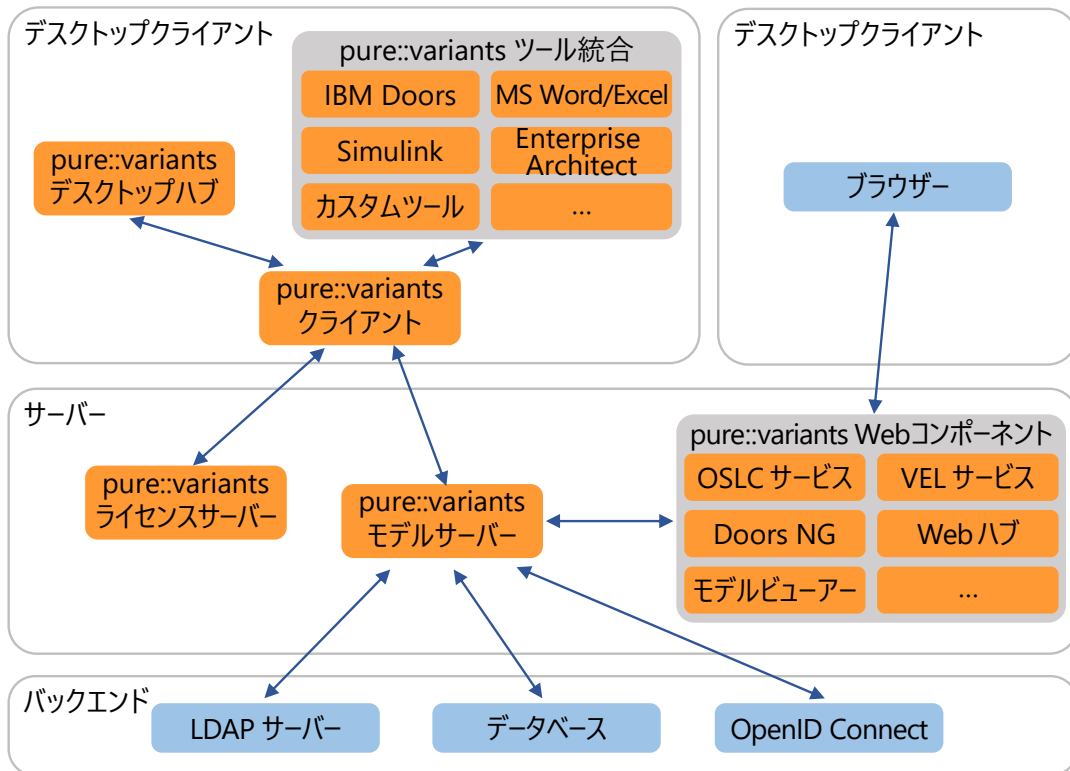 デスクトップクライアント
pure::variants ツール統合
IBM Doors
MS Word/Excel
Simulink
Enterprise
Architect
カスタムツール
...
pure::variants
デスクトップハブ
pure::variants
クライアント
デスクトップクライアント
ブラウザー
サーバー
pure::variants
ライセンスサーバー
pure::variants
モデルサーバー
pure::variants Webコンポーネント
OSLC サービス
VEL サービス
Doors NG
Web ハブ
モデルビューアー
...
バックエンド
LDAP サーバー
データベース
OpenID Connect